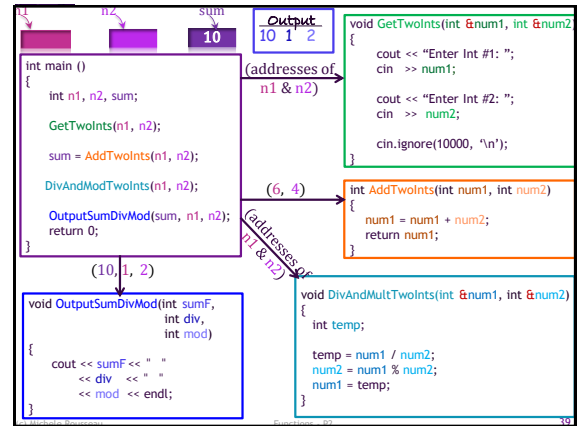 n1
n2
sum
10
Output
10 1 2
int main ()
{
int n1, n2, sum;
GetTwoInts(n1, n2);
sum = AddTwoInts(n1, n2);
DivAndModTwoInts(n1, n2);
OutputSumDivMod(sum, n1, n2);
return 0;
}
(addresses of
n1 & n2)
void GetTwoInts(int &num1, int &num2)
{
cout << “Enter Int #1: ”;
cin >> num1;
cout << “Enter Int #2: ”;
cin >> num2;
cin.ignore(10000, ‘\n’);
}
(6, 4)
int AddTwoInts(int num1, int num2)
{
num1 = num1 + num2;
return num1;
}
(addresses of
n1 & n2)
(10, 1, 2)
void OutputSumDivMod(int sumF,
int div,
int mod)
{
cout << sumF << " "
<< div << " "
<< mod << endl;
}
void DivAndMultTwoInts(int &num1, int &num2)
{
int temp;
temp = num1 / num2;
num2 = num1 % num2;
num1 = temp;
}
(c) Michele Rousseau
Functions - P2
39